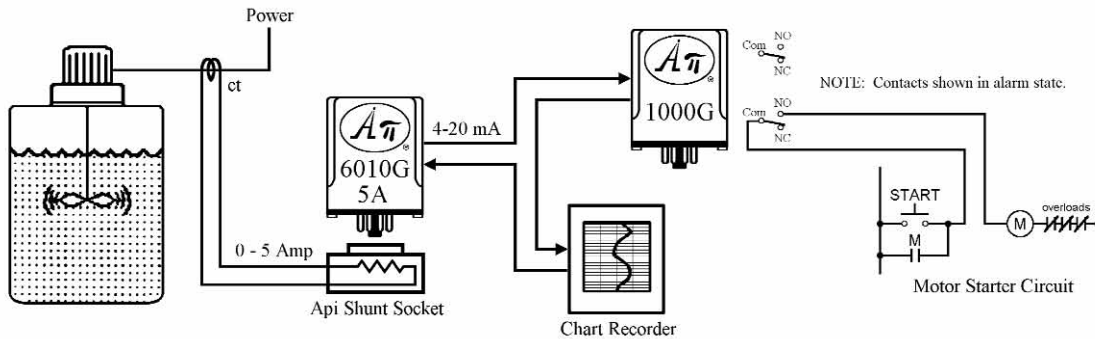 Power
ct
Aπ
®
6010G
5A
4-20 mA
0 - 5 Amp
Api Shunt Socket
Aπ
®
1000G
Chart Recorder
NO
Com
NC
NOTE: Contacts shown in alarm state.
NO
Com
NC
START
M
M
overloads
Motor Starter Circuit